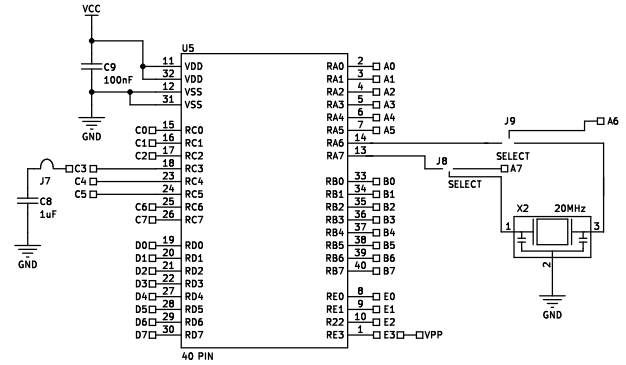 VCC
U5
C9
100nF
11 VDD
32 VDD
12 VSS
31 VSS
GND
C0 15 RC0
C1 16 RC1
C2 17 RC2
C3 18 RC3
C4 23 RC4
C5 24 RC5
C6 25 RC6
C7 26 RC7
J7
C8
1uF
GND
D0 19 RD0
D1 20 RD1
D2 21 RD2
D3 22 RD3
D4 27 RD4
D5 28 RD5
D6 29 RD6
D7 30 RD7
40 PIN
RA0 2 A0
RA1 3 A1
RA2 4 A2
RA3 5 A3
RA4 6 A4
RA5 7 A5
RA6 14
RA7 13
J9
A6
SELECT
J8
A7
SELECT
RB0 33 B0
RB1 34 B1
RB2 35 B2
RB3 36 B3
RB4 37 B4
RB5 38 B5
RB6 39 B6
RB7 40 B7
X2 20MHz
1 3
2
GND
RE0 8 E0
RE1 9 E1
R22 10 E2
RE3 1 E3 VPP